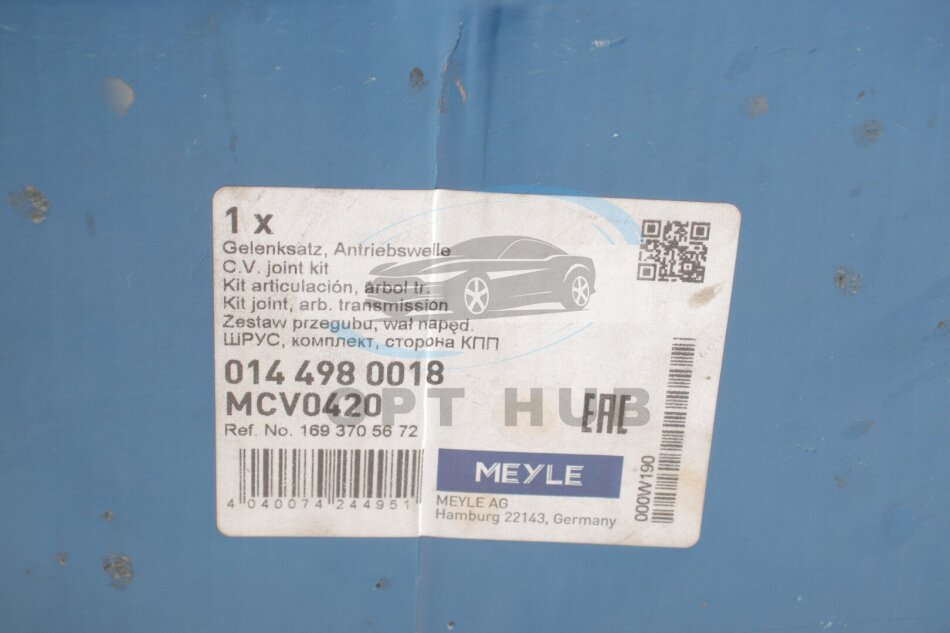 1 x
Gelenksatz, Antriebswelle
C.V. joint kit
Kit articulación, árbol tr.
Kit joint, arb. transmission
Zestaw przegubu, wał napęd.
ШРУС, комплект, сторона КПП
014 498 0018
MCV0420
OPT HUB
EAC
Ref. No. 169 370 56 72
4 040074 244951
MEYLE
MEYLE AG
Hamburg 22143, Germany
000W190